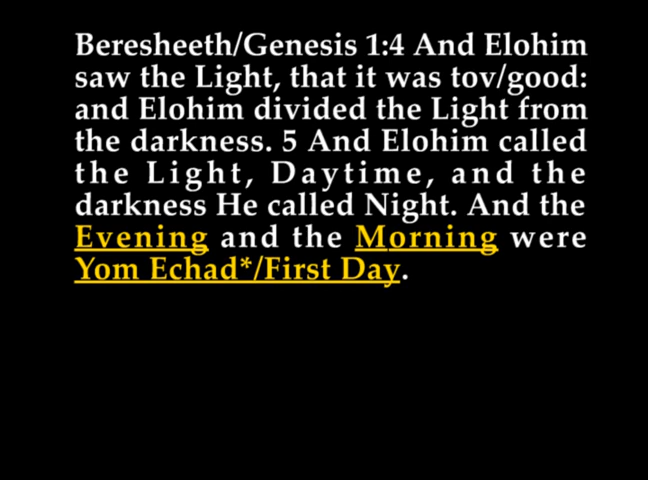 Beresheeth/Genesis 1:4 And Elohim
saw the Light, that it was tov/good:
and Elohim divided the Light from
the darkness. 5 And Elohim called
the Light, Daytime, and the
darkness He called Night. And the
Evening and the Morning were
Yom Echad*/First Day.